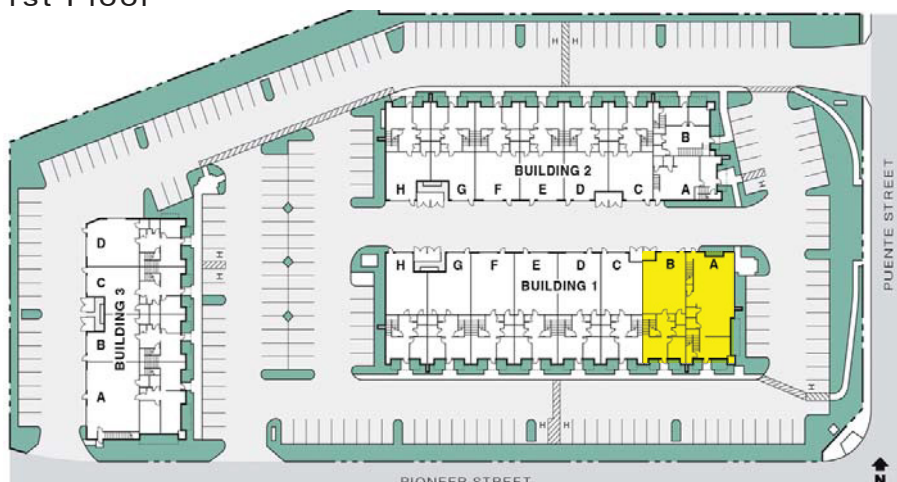 1st Floor
H H
B
BUILDING 2
H G F E D C A
H
PUENTE STREET
D
H
H
C
BUILDING 3
B
A
H G F E D C B A
BUILDING 1
H
H H
PIONEER STREET
N